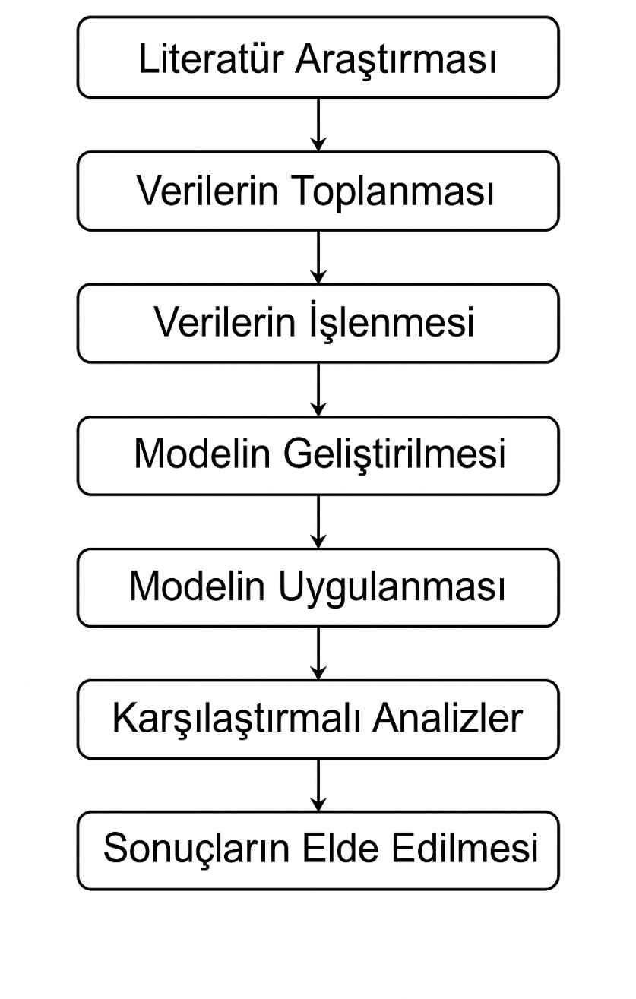 Literatür Araştırması
Verilerin Toplanması
Verilerin İşlenmesi
Modelin Geliştirilmesi
Modelin Uygulanması
Karşılaştırmalı Analizler
Sonuçların Elde Edilmesi